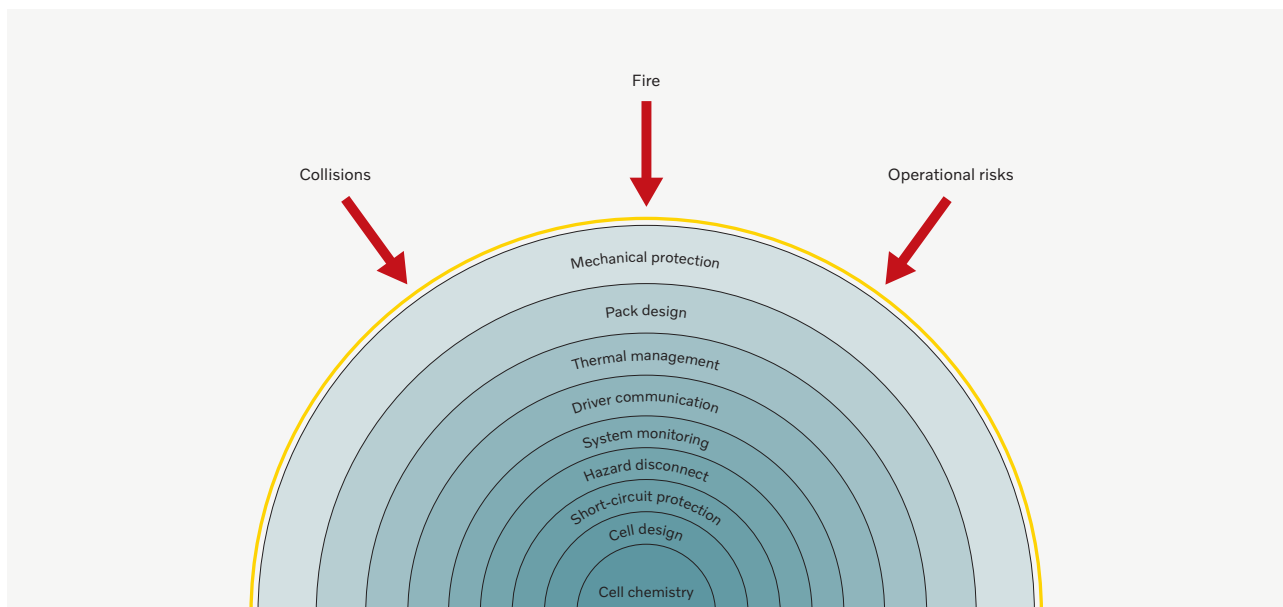 Fire
Collisions
Operational risks
Mechanical protection
Pack design
Thermal management
Driver communication
System monitoring
Hazard disconnect
Short-circuit protection
Cell design
Cell chemistry